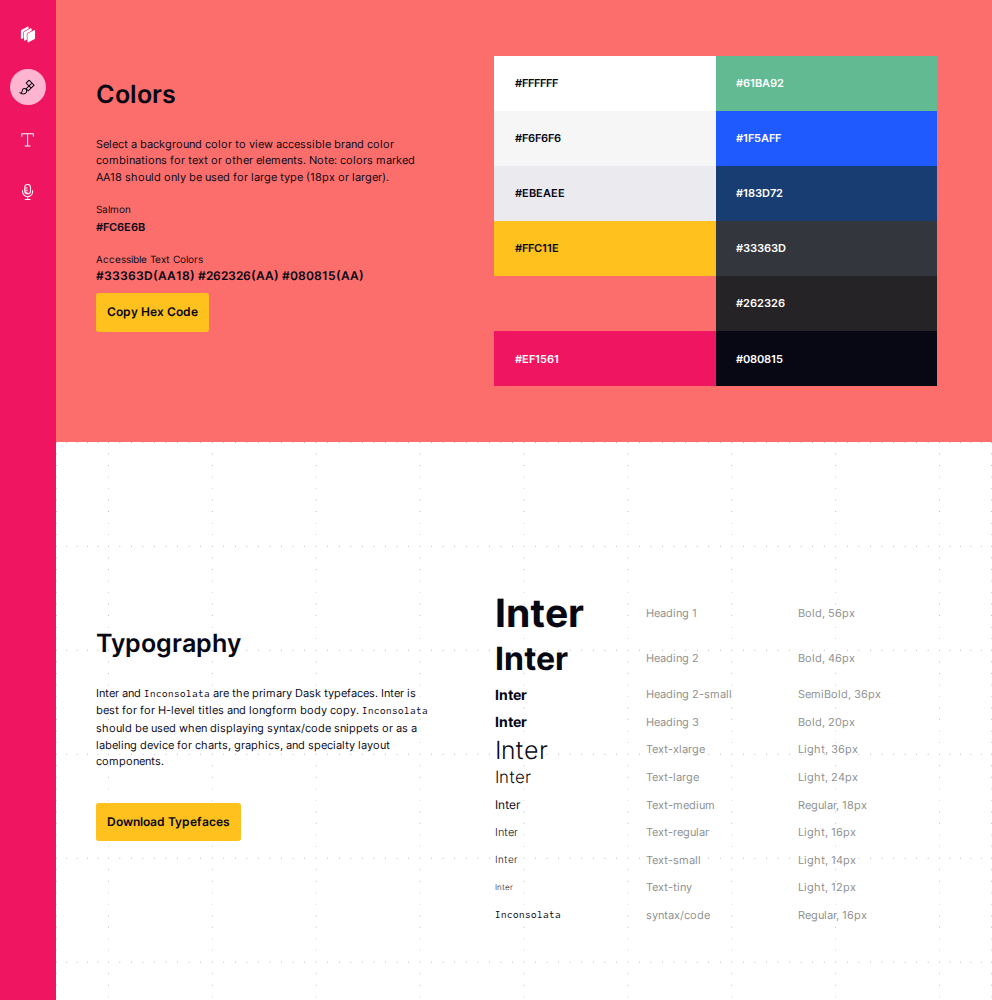 Colors
Select a background color to view accessible brand color
combinations for text or other elements. Note: colors marked
AA18 should only be used for large type (18px or larger).
Salmon
#FC6E6B
Accessible Text Colors
#33363D(AA18) #262326(AA) #080815(AA)
Copy Hex Code
#FFFFFF #61BA92
#F6F6F6 #1F5AFF
#EBEAEE #183D72
#FFC11E #33363D
#262326
#EF1561 #080815
Typography
Inter and Inconsolata are the primary Dask typefaces. Inter is
best for for H-level titles and longform body copy. Inconsolata
should be used when displaying syntax/code snippets or as a
labeling device for charts, graphics, and specialty layout
components.
Download Typefaces
Inter Heading 1 Bold, 56px
Inter Heading 2 Bold, 46px
Inter Heading 2-small SemiBold, 36px
Inter Heading 3 Bold, 20px
Inter Text-xlarge Light, 36px
Inter Text-large Light, 24px
Inter Text-medium Regular, 18px
Inter Text-regular Light, 16px
Inter Text-small Light, 14px
Inter Text-tiny Light, 12px
Inconsolata syntax/code Regular, 16px